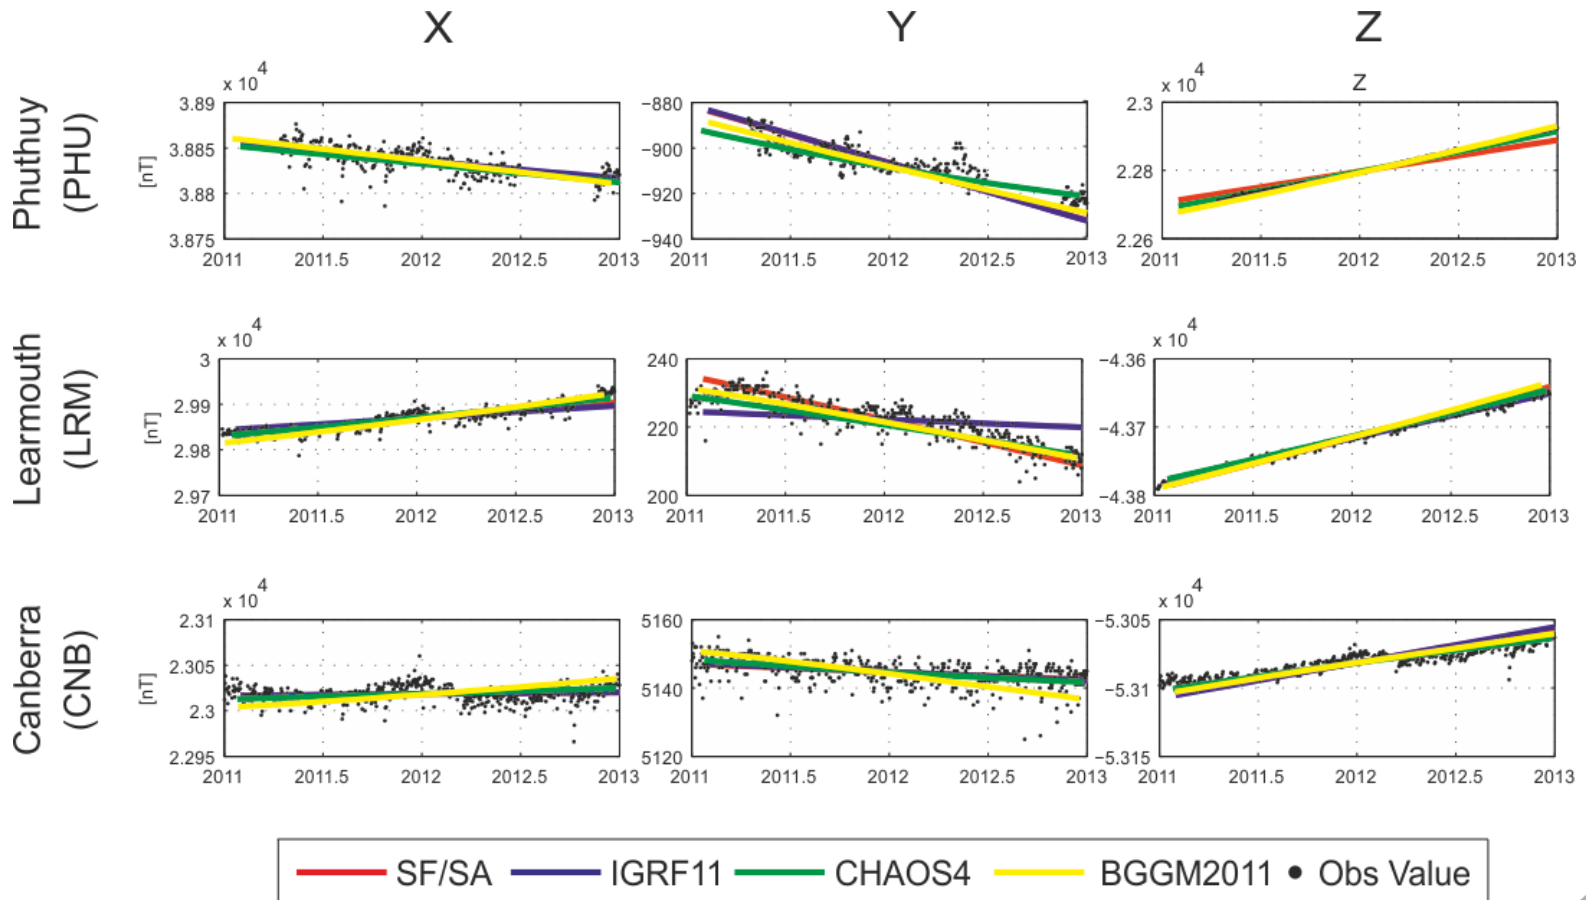 X Y Z
Phuthuy
(PHU)
x 10 4
3.89
3.885
3.88
3.875
[nT]
2011 2011.5 2012 2012.5 2013
−880
−900
−920
−940
2011 2011.5 2012 2012.5 2013
x 10 4
Z
2.3
2.28
2.26
2011 2011.5 2012 2012.5 2013
Learmouth
(LRM)
x 10 4
3
2.99
2.98
2.97
[nT]
2011 2011.5 2012 2012.5 2013
240
220
200
2011 2011.5 2012 2012.5 2013
x 10 4
−4.36
−4.37
−4.38
2011 2011.5 2012 2012.5 2013
Canberra
(CNB)
x 10 4
2.31
2.305
2.3
2.295
[nT]
2011 2011.5 2012 2012.5 2013
5160
5140
5120
2011 2011.5 2012 2012.5 2013
x 10 4
−5.305
−5.31
−5.315
2011 2011.5 2012 2012.5 2013
SF/SA IGRF11 CHAOS4 BGGM2011 Obs Value